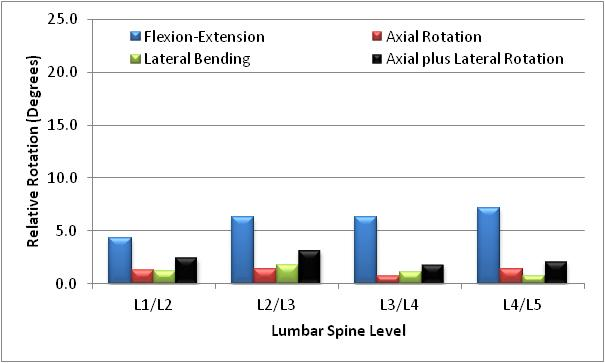 Flexion-Extension
Axial Rotation
Lateral Bending
Axial plus Lateral Rotation
Relative Rotation (Degrees)
25.0
20.0
15.0
10.0
5.0
0.0
L1/L2 L2/L3 L3/L4 L4/L5
Lumbar Spine Level